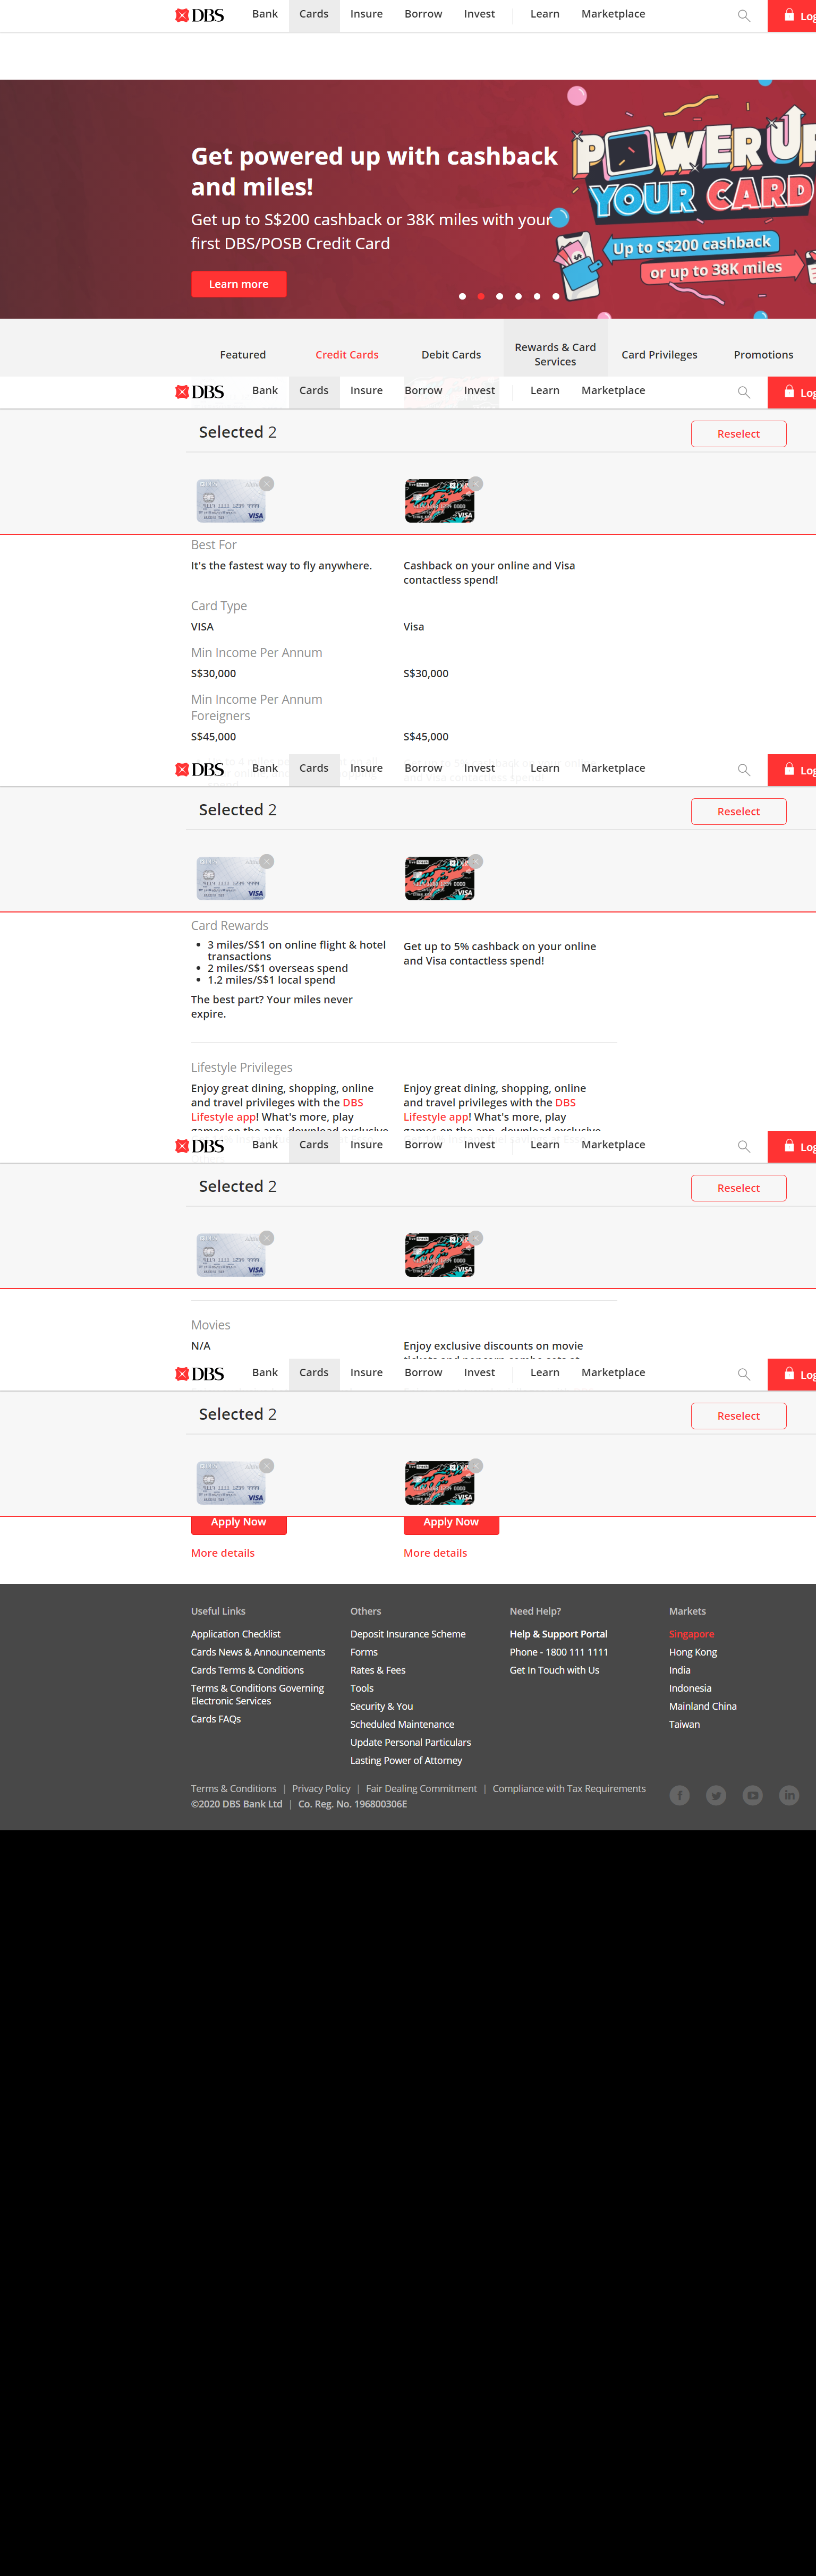 DBS Bank Cards Insure Borrow Invest Learn Marketplace
Get powered up with cashback
and miles!
Get up to S$200 cashback or 38K miles with your
first DBS/POSB Credit Card
Learn more
POWER UP
YOUR CARD
Up to S$200 cashback
or up to 38K miles
Featured
Credit Cards
Debit Cards
Rewards & Card
Services
Card Privileges
Promotions
DBS Bank Cards Insure Borrow Invest Learn Marketplace
Selected 2
Reselect
VISA
VISA
Best For
It's the fastest way to fly anywhere.
Cashback on your online and Visa
contactless spend!
Card Type
VISA
Visa
Min Income Per Annum
S$30,000
S$30,000
Min Income Per Annum
Foreigners
S$45,000
S$45,000
DBS Bank Cards Insure Borrow Invest Learn Marketplace
Selected 2
Reselect
VISA
VISA
Card Rewards
• 3 miles/S$1 on online flight & hotel
transactions
• 2 miles/S$1 overseas spend
• 1.2 miles/S$1 local spend
The best part? Your miles never
expire.
Get up to 5% cashback on your online
and Visa contactless spend!
Lifestyle Privileges
Enjoy great dining, shopping, online
and travel privileges with the DBS
Lifestyle app! What's more, play
Enjoy great dining, shopping, online
and travel privileges with the DBS
Lifestyle app! What's more, play
DBS Bank Cards Insure Borrow Invest Learn Marketplace
Selected 2
Reselect
VISA
VISA
Movies
N/A
Enjoy exclusive discounts on movie
DBS Bank Cards Insure Borrow Invest Learn Marketplace
Selected 2
Reselect
VISA
VISA
Apply Now
Apply Now
More details
More details
Useful Links
Application Checklist
Cards News & Announcements
Cards Terms & Conditions
Terms & Conditions Governing
Electronic Services
Cards FAQs
Others
Deposit Insurance Scheme
Forms
Rates & Fees
Tools
Security & You
Scheduled Maintenance
Update Personal Particulars
Lasting Power of Attorney
Need Help?
Help & Support Portal
Phone - 1800 111 1111
Get In Touch with Us
Markets
Singapore
Hong Kong
India
Indonesia
Mainland China
Taiwan
Terms & Conditions | Privacy Policy | Fair Dealing Commitment | Compliance with Tax Requirements
©2020 DBS Bank Ltd | Co. Reg. No. 196800306E